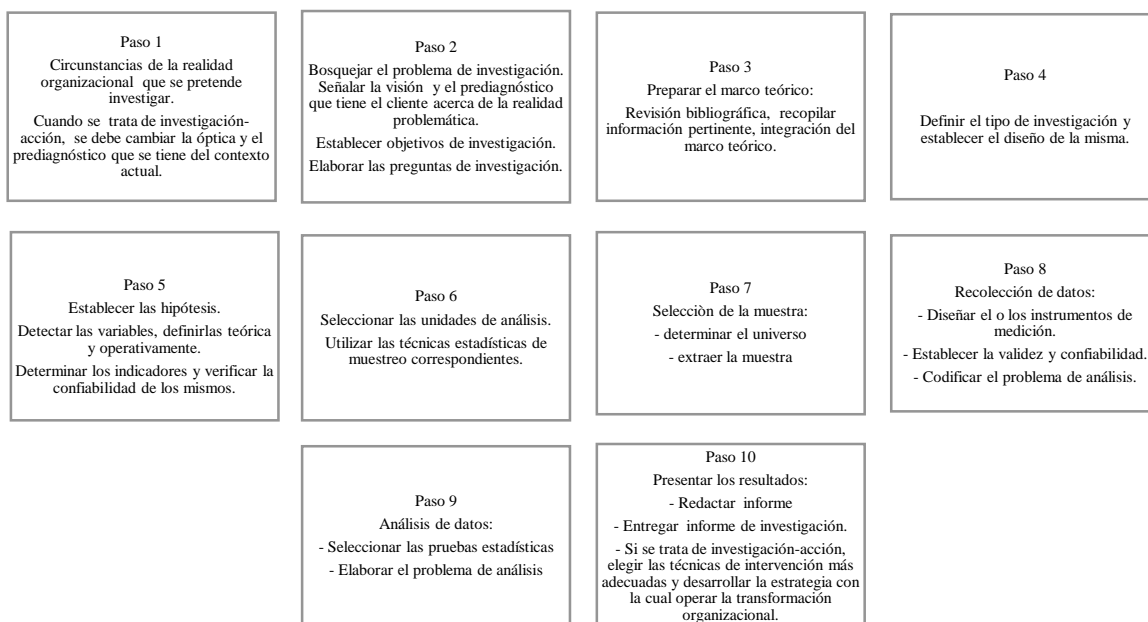 Paso 1
Circunstancias de la realidad
organizacional que se pretende
investigar.
Cuando se trata de investigación-
acción, se debe cambiar la óptica y el
prediagnóstico que se tiene del contexto
actual.
Paso 2
Bosquejar el problema de investigación.
Señalar la visión y el prediagnóstico
que tiene el cliente acerca de la realidad
problemática.
Establecer objetivos de investigación.
Elaborar las preguntas de investigación.
Paso 3
Preparar el marco teórico:
Revisión bibliográfica, recopilar
información pertinente, integración del
marco teórico.
Paso 4
Definir el tipo de investigación y
establecer el diseño de la misma.
Paso 5
Establecer las hipótesis.
Detectar las variables, definirlas teórica
y operativamente.
Determinar los indicadores y verificar la
confiabilidad de los mismos.
Paso 6
Seleccionar las unidades de análisis.
Utilizar las técnicas estadísticas de
muestreo correspondientes.
Paso 7
Selecciòn de la muestra:
- determinar el universo
- extraer la muestra
Paso 8
Recolección de datos:
- Diseñar el o los instrumentos de
medición.
- Establecer la validez y confiabilidad.
- Codificar el problema de análisis.
Paso 9
Análisis de datos:
- Seleccionar las pruebas estadísticas
- Elaborar el problema de análisis
Paso 10
Presentar los resultados:
- Redactar informe
- Entregar informe de investigación.
- Si se trata de investigación-acción,
elegir las técnicas de intervención más
adecuadas y desarrollar la estrategia con
la cual operar la transformación
organizacional.